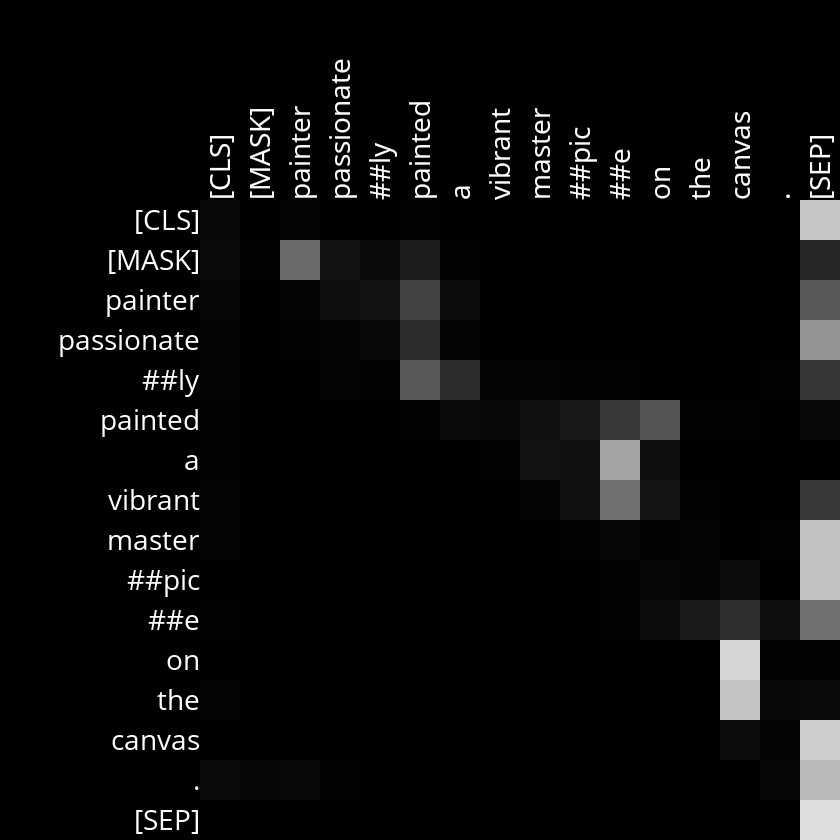 [CLS]
[MASK]
painter
passionate
##ly
painted
a
vibrant
master
##pic
##e
on
the
canvas
.
[SEP]
[CLS]
[MASK]
painter
passionate
##ly
painted
a
vibrant
master
##pic
##e
on
the
canvas
.
[SEP]